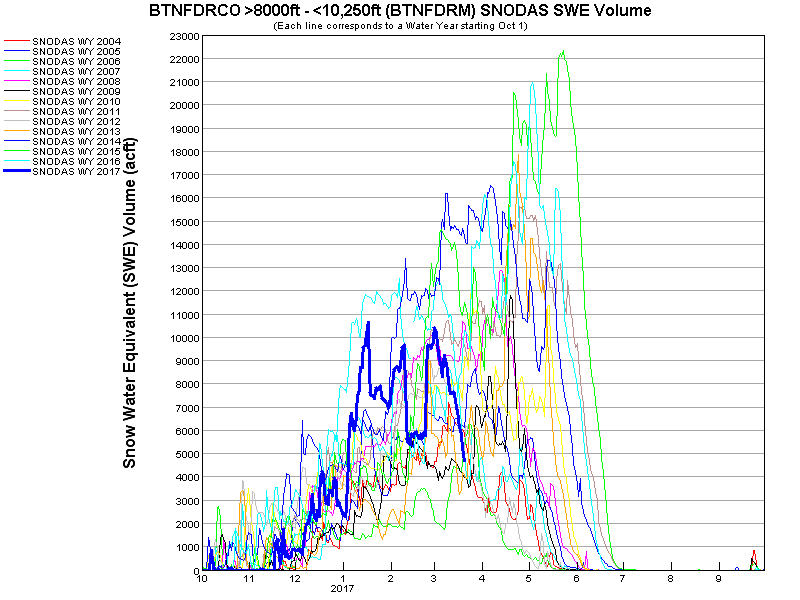 BTNFDRCO >8000ft - <10,250ft (BTNFDRM) SNODAS SWE Volume
(Each line corresponds to a Water Year starting Oct 1)
SNODAS WY 2004
SNODAS WY 2005
SNODAS WY 2006
SNODAS WY 2007
SNODAS WY 2008
SNODAS WY 2009
SNODAS WY 2010
SNODAS WY 2011
SNODAS WY 2012
SNODAS WY 2013
SNODAS WY 2014
SNODAS WY 2015
SNODAS WY 2016
SNODAS WY 2017
Snow Water Equivalent (SWE) Volume (acft)
23000
22000
21000
20000
19000
18000
17000
16000
15000
14000
13000
12000
11000
10000
9000
8000
7000
6000
5000
4000
3000
2000
1000
0
10 11 12 1 2 3 4 5 6 7 8 9
2017